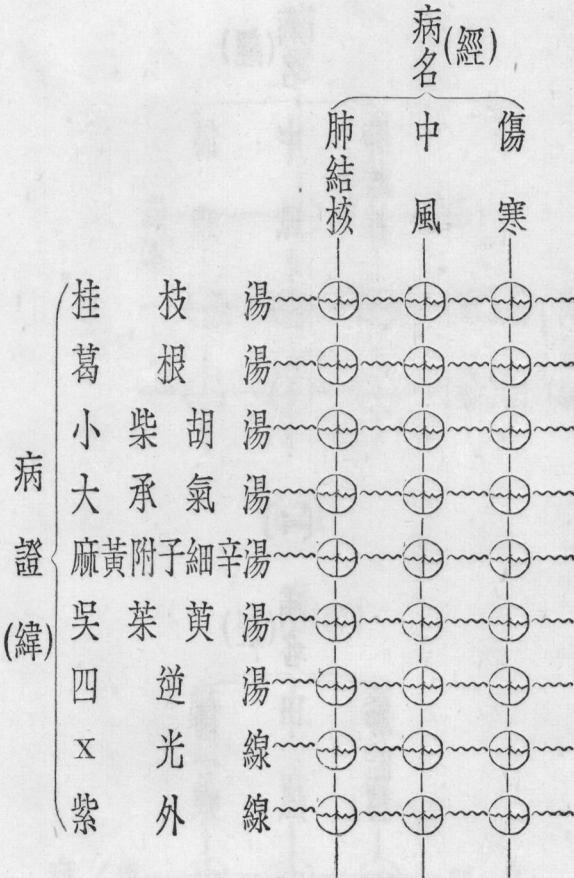 病名(經)
傷寒
中風
肺結核
病證(緯)
桂枝湯
葛根湯
小柴胡湯
大承氣湯
麻黃附子細辛湯
吳茱萸湯
四逆湯
x光線
紫外線